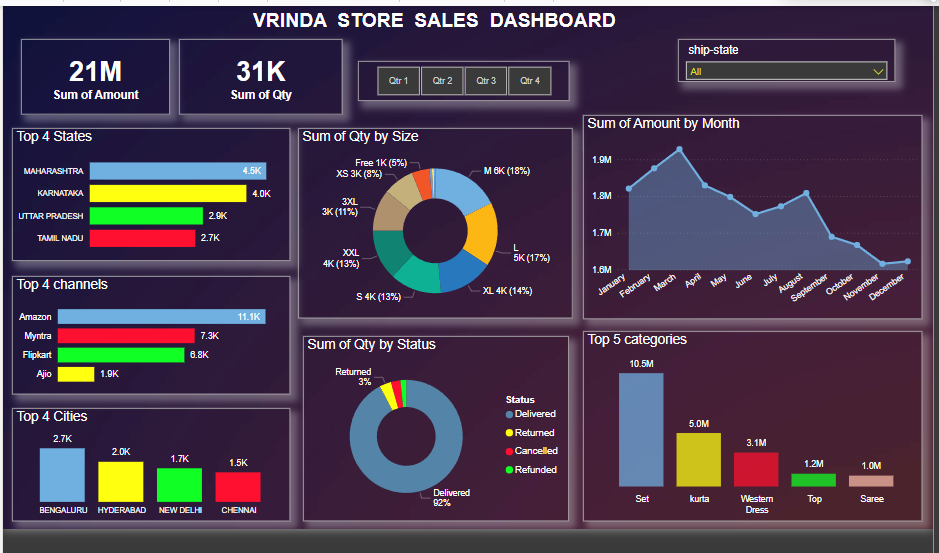 VRINDA STORE SALES DASHBOARD
21M
Sum of Amount
31K
Sum of Qty
Qtr 1
Qtr 2
Qtr 3
Qtr 4
ship-state
All
Top 4 States
MAHARASHTRA
4.5K
KARNATAKA
4.0K
UTTAR PRADESH
2.9K
TAMIL NADU
2.7K
Top 4 channels
Amazon
11.1K
Myntra
7.3K
Flipkart
6.8K
Ajio
1.9K
Top 4 Cities
2.7K
2.0K
1.7K
1.5K
BENGALURU
HYDERABAD
NEW DELHI
CHENNAI
Sum of Qty by Size
Free 1K (5%)
XS 3K (8%)
3XL
3K (11%)
XXL
4K (13%)
S 4K (13%)
XL 4K (14%)
L
5K (17%)
M 6K (18%)
Sum of Qty by Status
Returned
3%
Delivered
92%
Status
Delivered
Returned
Cancelled
Refunded
Sum of Amount by Month
1.9M
1.8M
1.7M
1.6M
January
February
March
April
May
June
July
August
September
October
November
December
Top 5 categories
10.5M
5.0M
3.1M
1.2M
1.0M
Set
kurta
Western
Dress
Top
Saree